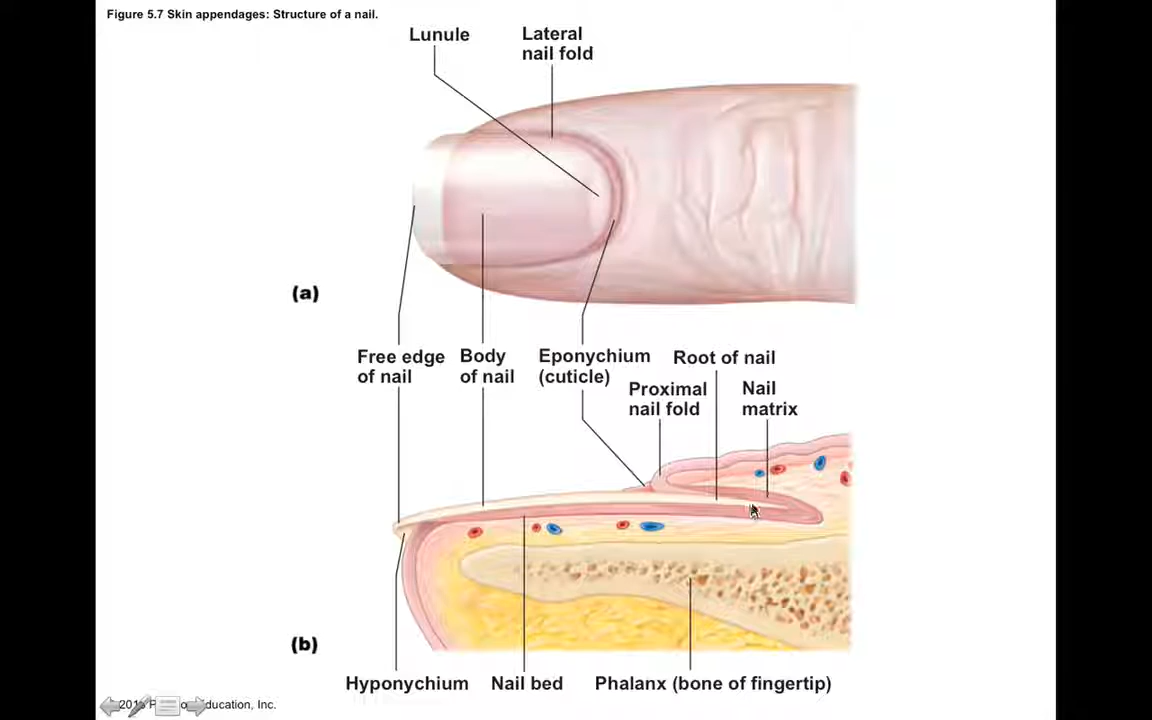 Figure 5.7 Skin appendages: Structure of a nail.
Lunule
Lateral
nail fold
(a)
Free edge
of nail
Body
of nail
Eponychium
(cuticle)
Root of nail
Proximal
nail fold
Nail
matrix
(b)
Hyponychium
Nail bed
Phalanx (bone of fingertip)
Inc.